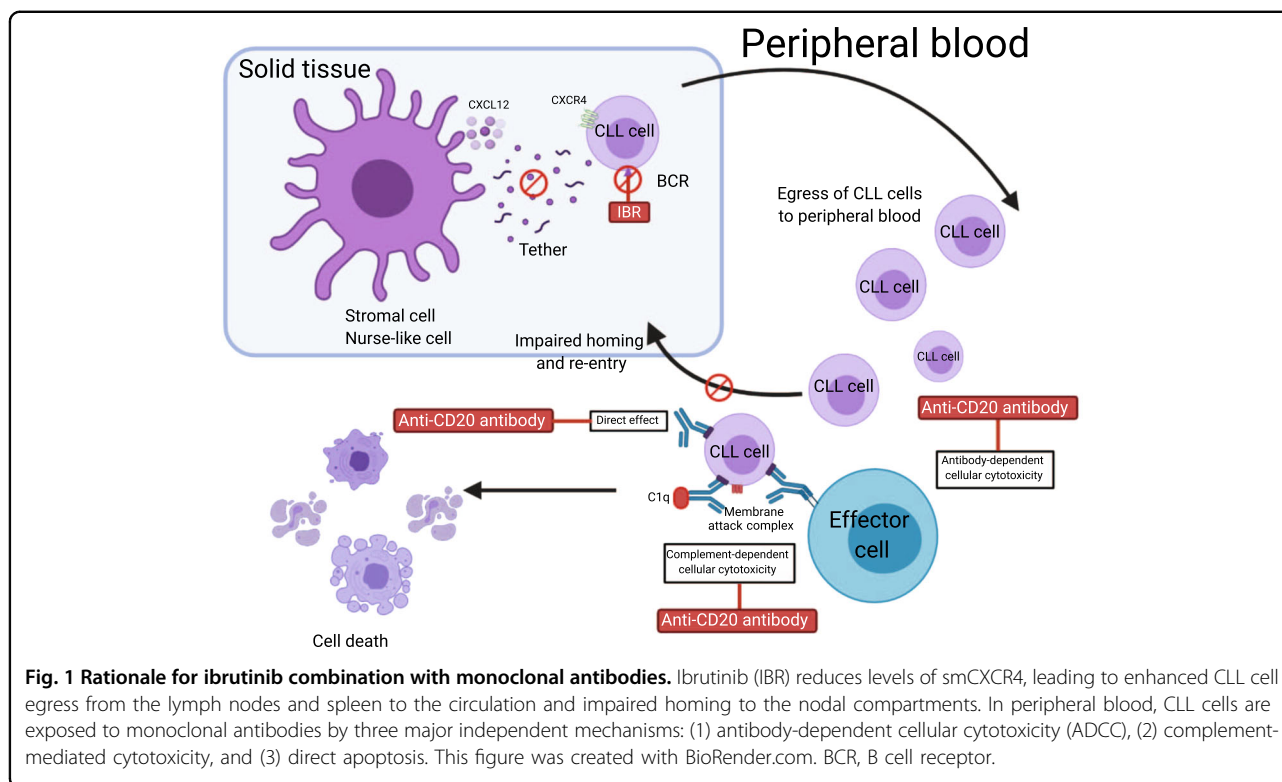 Peripheral blood
Solid tissue
CXCL12
CXCR4
CLL cell
BCR
IBR
Tether
Stromal cell
Nurse-like cell
Egress of CLL cells
to peripheral blood
CLL cell
CLL cell
CLL cell
CLL cell
Impaired homing
and re-entry
Anti-CD20 antibody
Direct effect
CLL cell
Anti-CD20 antibody
Antibody-dependent
cellular cytotoxicity
C1q
Membrane
attack complex
Effector
cell
Complement-dependent
cellular cytotoxicity
Anti-CD20 antibody
Cell death
Fig. 1 Rationale for ibrutinib combination with monoclonal antibodies. Ibrutinib (IBR) reduces levels of smCXCR4, leading to enhanced CLL cell
egress from the lymph nodes and spleen to the circulation and impaired homing to the nodal compartments. In peripheral blood, CLL cells are
exposed to monoclonal antibodies by three major independent mechanisms: (1) antibody-dependent cellular cytotoxicity (ADCC), (2) complement-
mediated cytotoxicity, and (3) direct apoptosis. This figure was created with BioRender.com. BCR, B cell receptor.